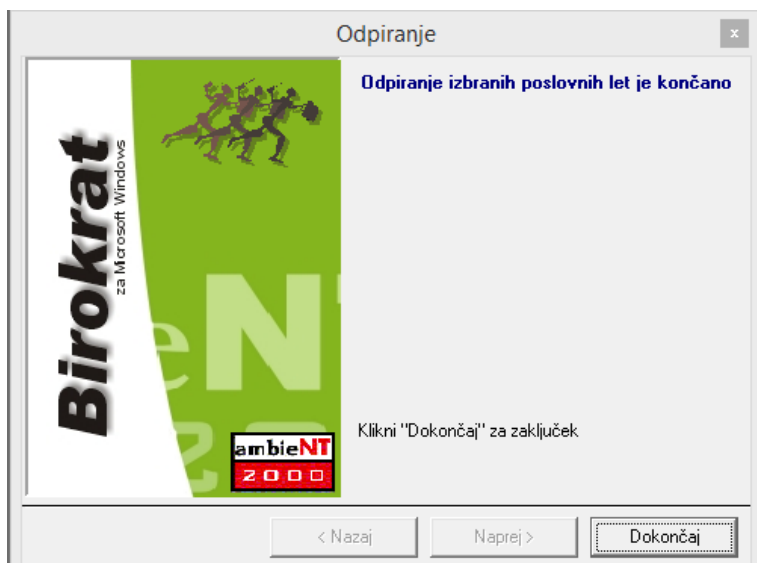 Odpiranje
x
Birokrat
za Microsoft Windows
eNT
ambieNT
2000
Odpiranje izbranih poslovnih let je končano
Klikni "Dokončaj" za zaključek
< Nazaj
Naprej >
Dokončaj